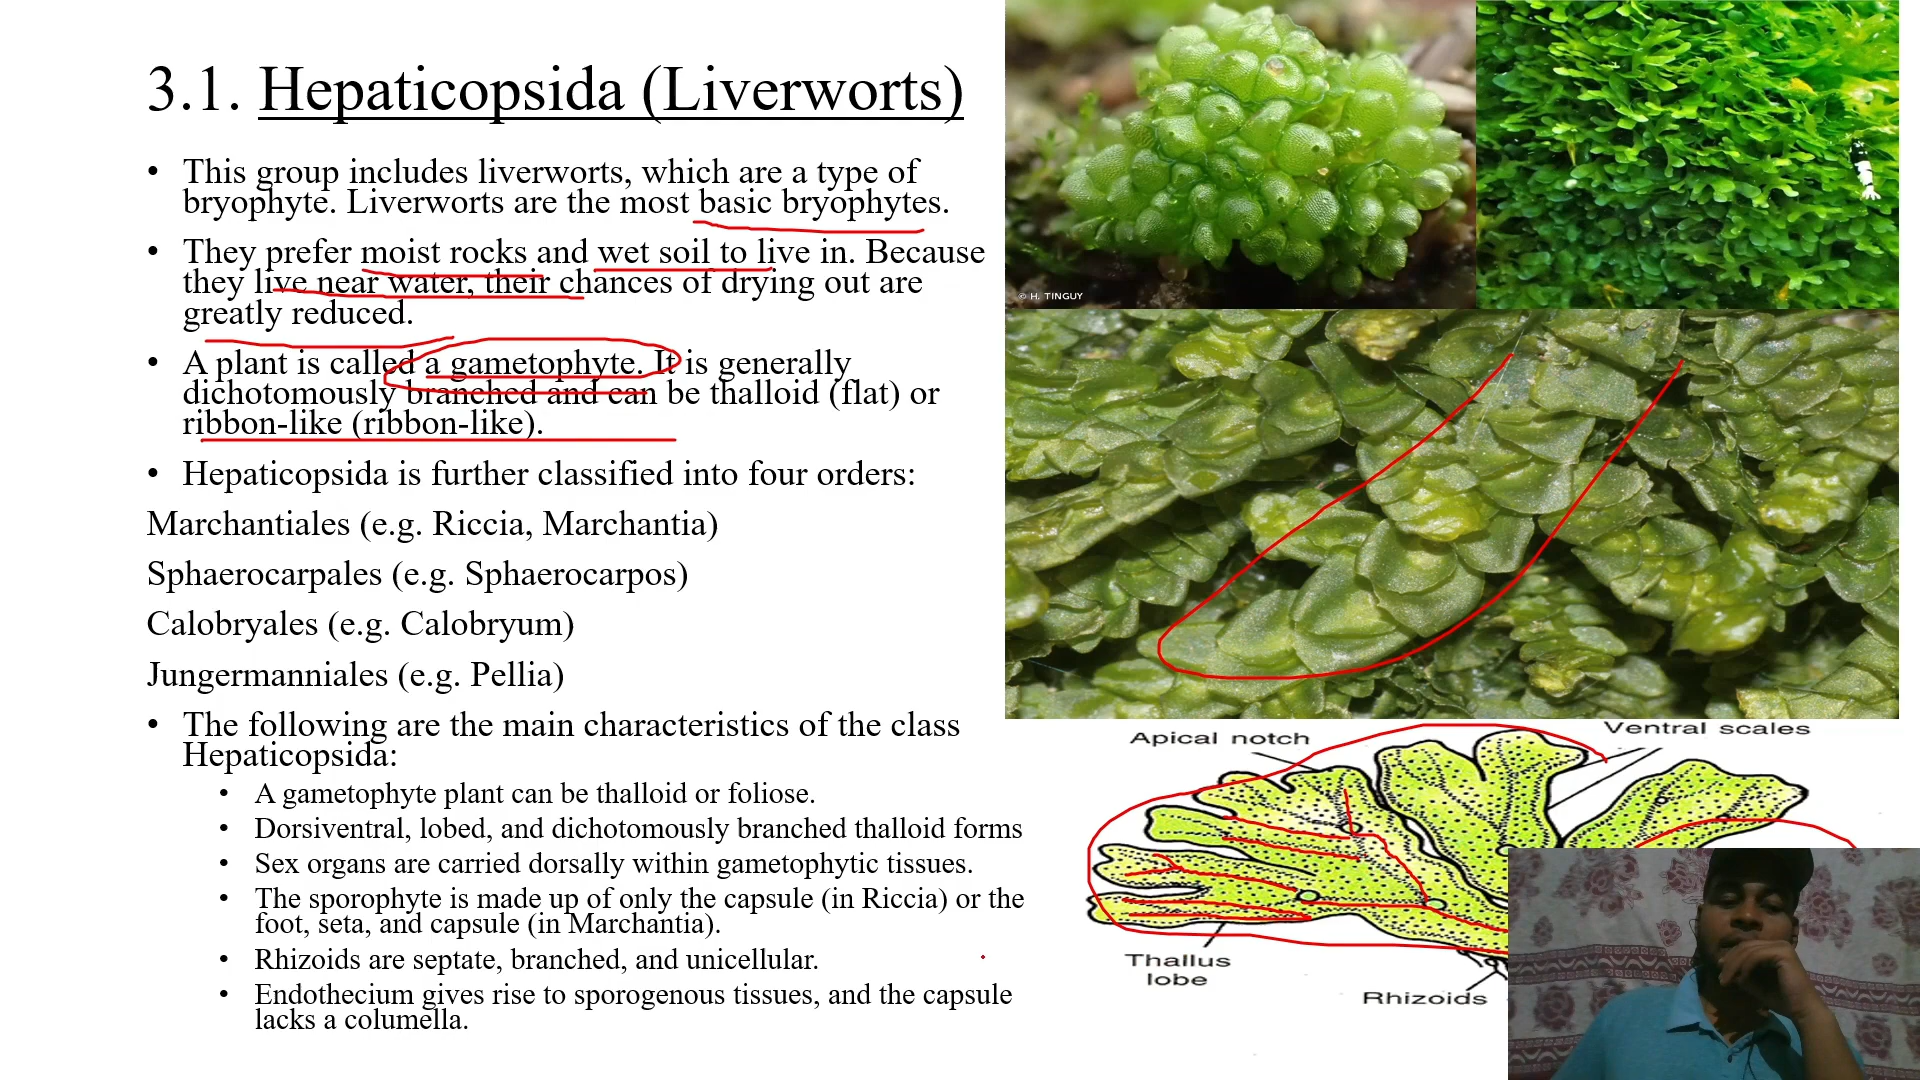 3.1. Hepaticopsida (Liverworts)
• This group includes liverworts, which are a type of
bryophyte. Liverworts are the most basic bryophytes.
• They prefer moist rocks and wet soil to live in. Because
they live near water, their chances of drying out are
greatly reduced.
• A plant is called a gametophyte. It is generally
dichotomously branched and can be thalloid (flat) or
ribbon-like (ribbon-like).
• Hepaticopsida is further classified into four orders:
Marchantiales (e.g. Riccia, Marchantia)
Sphaerocarpales (e.g. Sphaerocarpos)
Calobryales (e.g. Calobryum)
Jungermanniales (e.g. Pellia)
• The following are the main characteristics of the class
Hepaticopsida:
• A gametophyte plant can be thalloid or foliose.
• Dorsiventral, lobed, and dichotomously branched thalloid forms
• Sex organs are carried dorsally within gametophytic tissues.
• The sporophyte is made up of only the capsule (in Riccia) or the
foot, seta, and capsule (in Marchantia).
• Rhizoids are septate, branched, and unicellular.
• Endothecium gives rise to sporogenous tissues, and the capsule
lacks a columella.
© H. TINGUY
Apical notch
Ventral scales
Thallus
lobe
Rhizoids